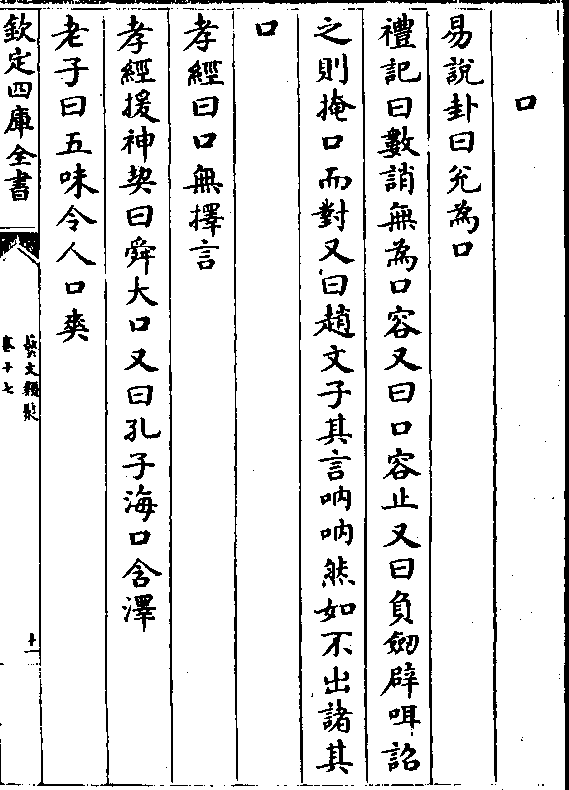 口
易說卦曰兊為口
禮記曰數誚無為口容又曰口容止又曰負劒辟咡詔
之則掩口而對又曰趙文子其言吶吶然如不出諸其
口
孝經曰口無擇言
孝經援神契曰舜大口又曰孔子海口含澤
老子曰五味令人口爽
欽定四庫全書
藝文類聚
卷十七
十一